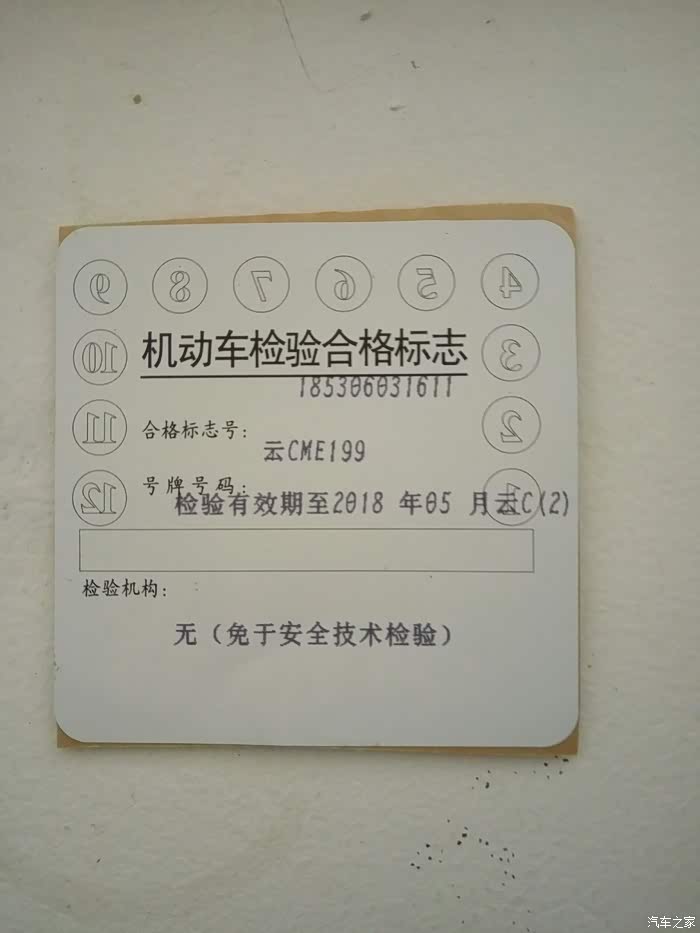 9 8 7 6 5 4
10 机动车检验合格标志 3
185306031611
11 合格标志号: 2
云CME199
12 号牌号码: 1
检验有效期至2018 年05 月云C(2)
检验机构:
无（免于安全技术检验）
汽车之家